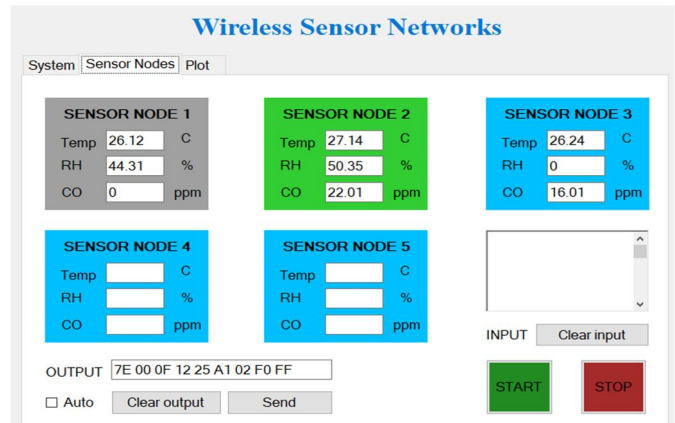 Wireless Sensor Networks
System Sensor Nodes Plot
SENSOR NODE 1
Temp 26.12 C
RH 44.31 %
CO 0 ppm
SENSOR NODE 2
Temp 27.14 C
RH 50.35 %
CO 22.01 ppm
SENSOR NODE 3
Temp 26.24 C
RH 0 %
CO 16.01 ppm
SENSOR NODE 4
Temp C
RH %
CO ppm
SENSOR NODE 5
Temp C
RH %
CO ppm
INPUT Clear input
OUTPUT 7E 00 0F 12 25 A1 02 F0 FF
Auto Clear output Send
START STOP